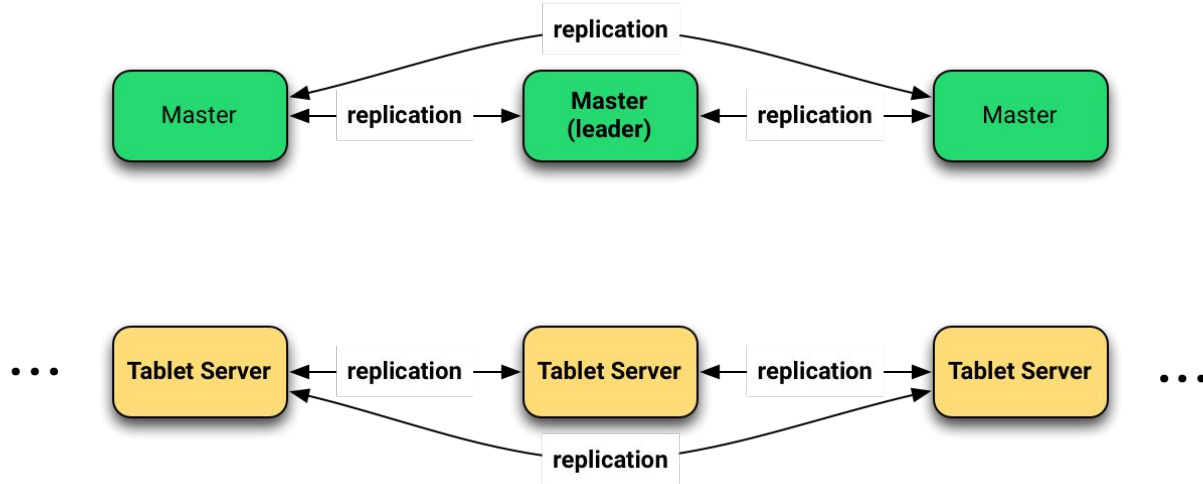 replication
Master
replication
Master
(leader)
replication
Master
...
Tablet Server
replication
Tablet Server
replication
Tablet Server
...
replication